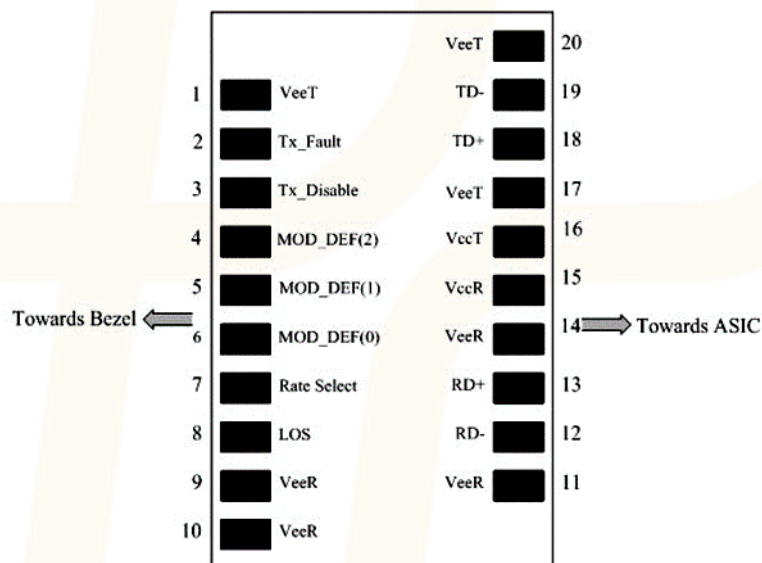 VeeT 20
1 VeeT TD- 19
2 Tx_Fault TD+ 18
3 Tx_Disable VeeT 17
4 MOD_DEF(2) VccT 16
5 MOD_DEF(1) VccR 15
Towards Bezel 6 MOD_DEF(0) VeeR 14 Towards ASIC
7 Rate Select RD+ 13
8 LOS RD- 12
9 VeeR VeeR 11
10 VeeR